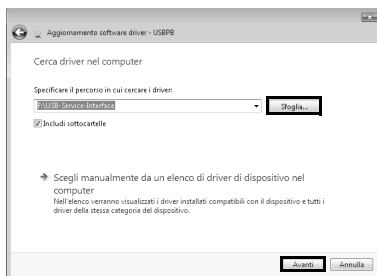 Aggiornamento software driver - USBPB
Cerca driver nel computer
Specificare il percorso in cui cercare i driver:
F:\USB-Service-Interface
Sfoglia...
Includi sottocartelle
Scegli manualmente da un elenco di driver di dispositivo nel
computer
Nell'elenco verranno visualizzati i driver installati compatibili con il dispositivo e tutti i
driver della stessa categoria del dispositivo.
Avanti Annulla